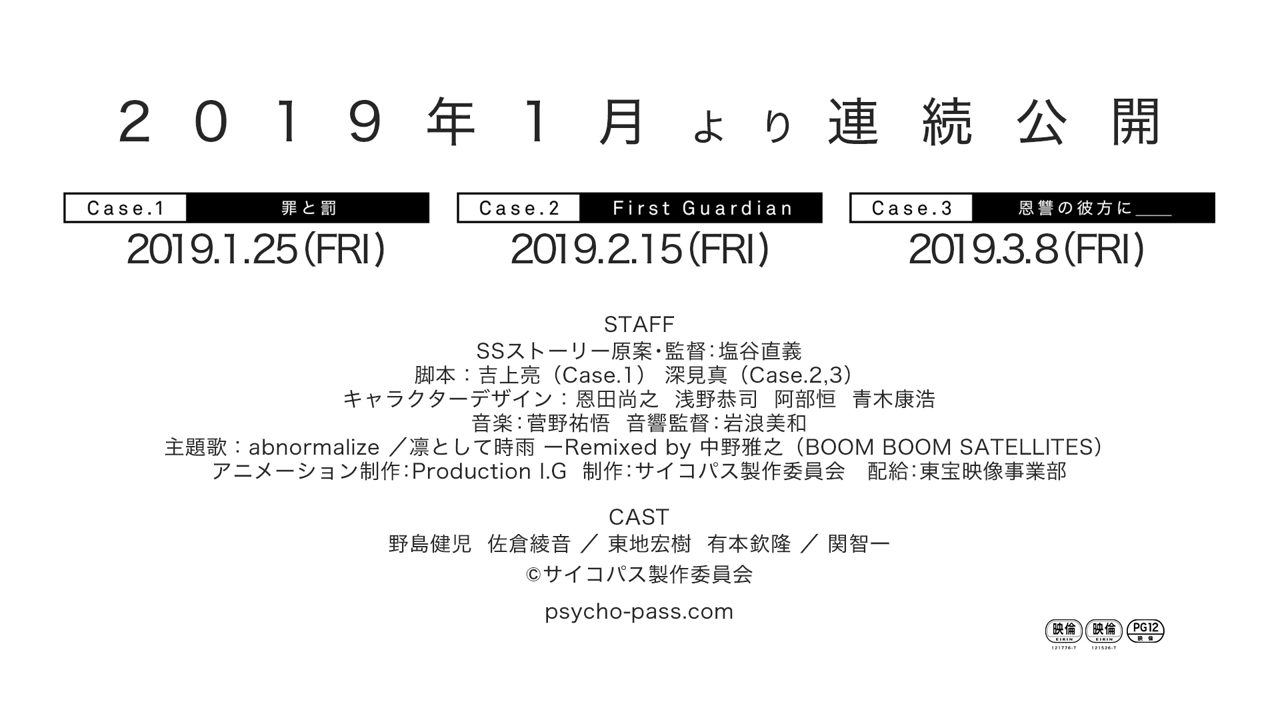 2019年1月より連続公開
Case.1 罪と罰
2019.1.25(FRI)
Case.2 First Guardian
2019.2.15(FRI)
Case.3 恩讐の彼方に＿＿
2019.3.8(FRI)
STAFF
SSストーリー原案・監督：塩谷直義
脚本：吉上亮（Case.1） 深見真（Case.2,3）
キャラクターデザイン：恩田尚之 浅野恭司 阿部恒 青木康浩
音楽：菅野祐悟 音響監督：岩浪美和
主題歌：abnormalize ／凛として時雨 ーRemixed by 中野雅之（BOOM BOOM SATELLITES）
アニメーション制作：Production I.G 制作：サイコパス製作委員会 配給：東宝映像事業部
CAST
野島健児 佐倉綾音 ／ 東地宏樹 有本欽隆 ／ 関智一
©サイコパス製作委員会
psycho-pass.com
映倫 EIRIN 121776-T
映倫 EIRIN 121526-T
PG12 映倫